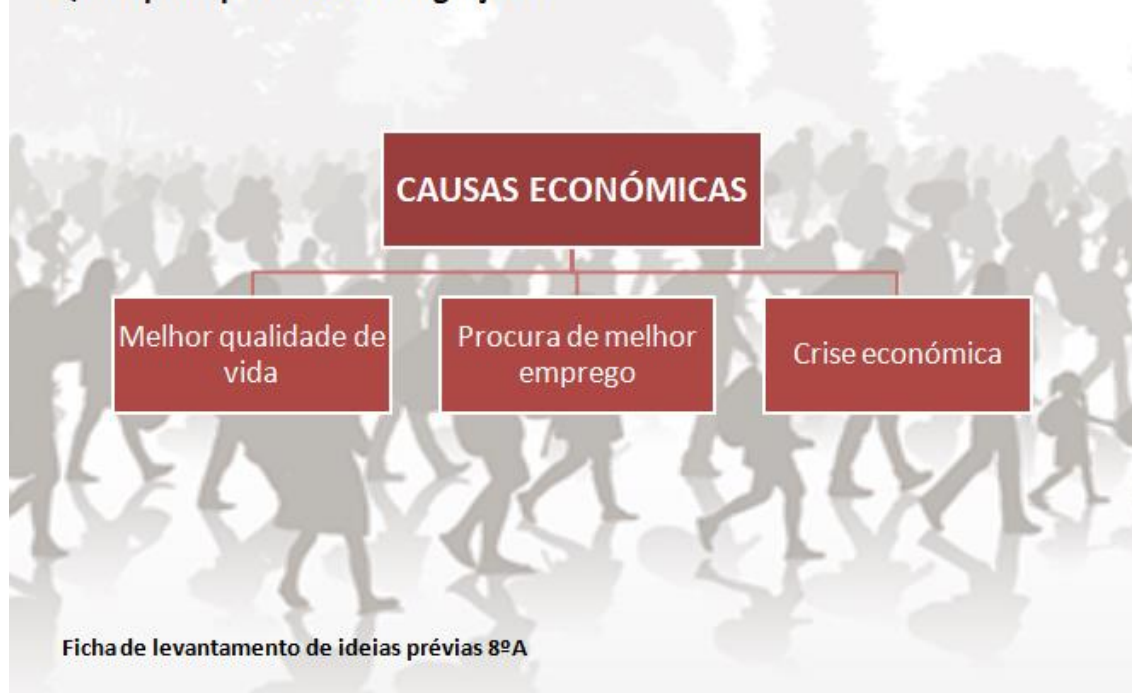 CAUSAS ECONÓMICAS
Melhor qualidade de
vida
Procura de melhor
emprego
Crise económica
Ficha de levantamento de ideias prévias 8ºA